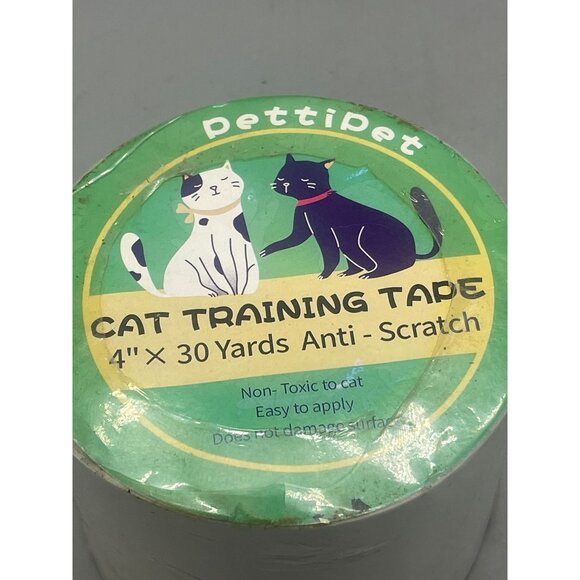 PettiPet
CAT TRAINING TAPE
4" × 30 Yards Anti - Scratch
Non- Toxic to cat
Easy to apply
Does not damage surfaces